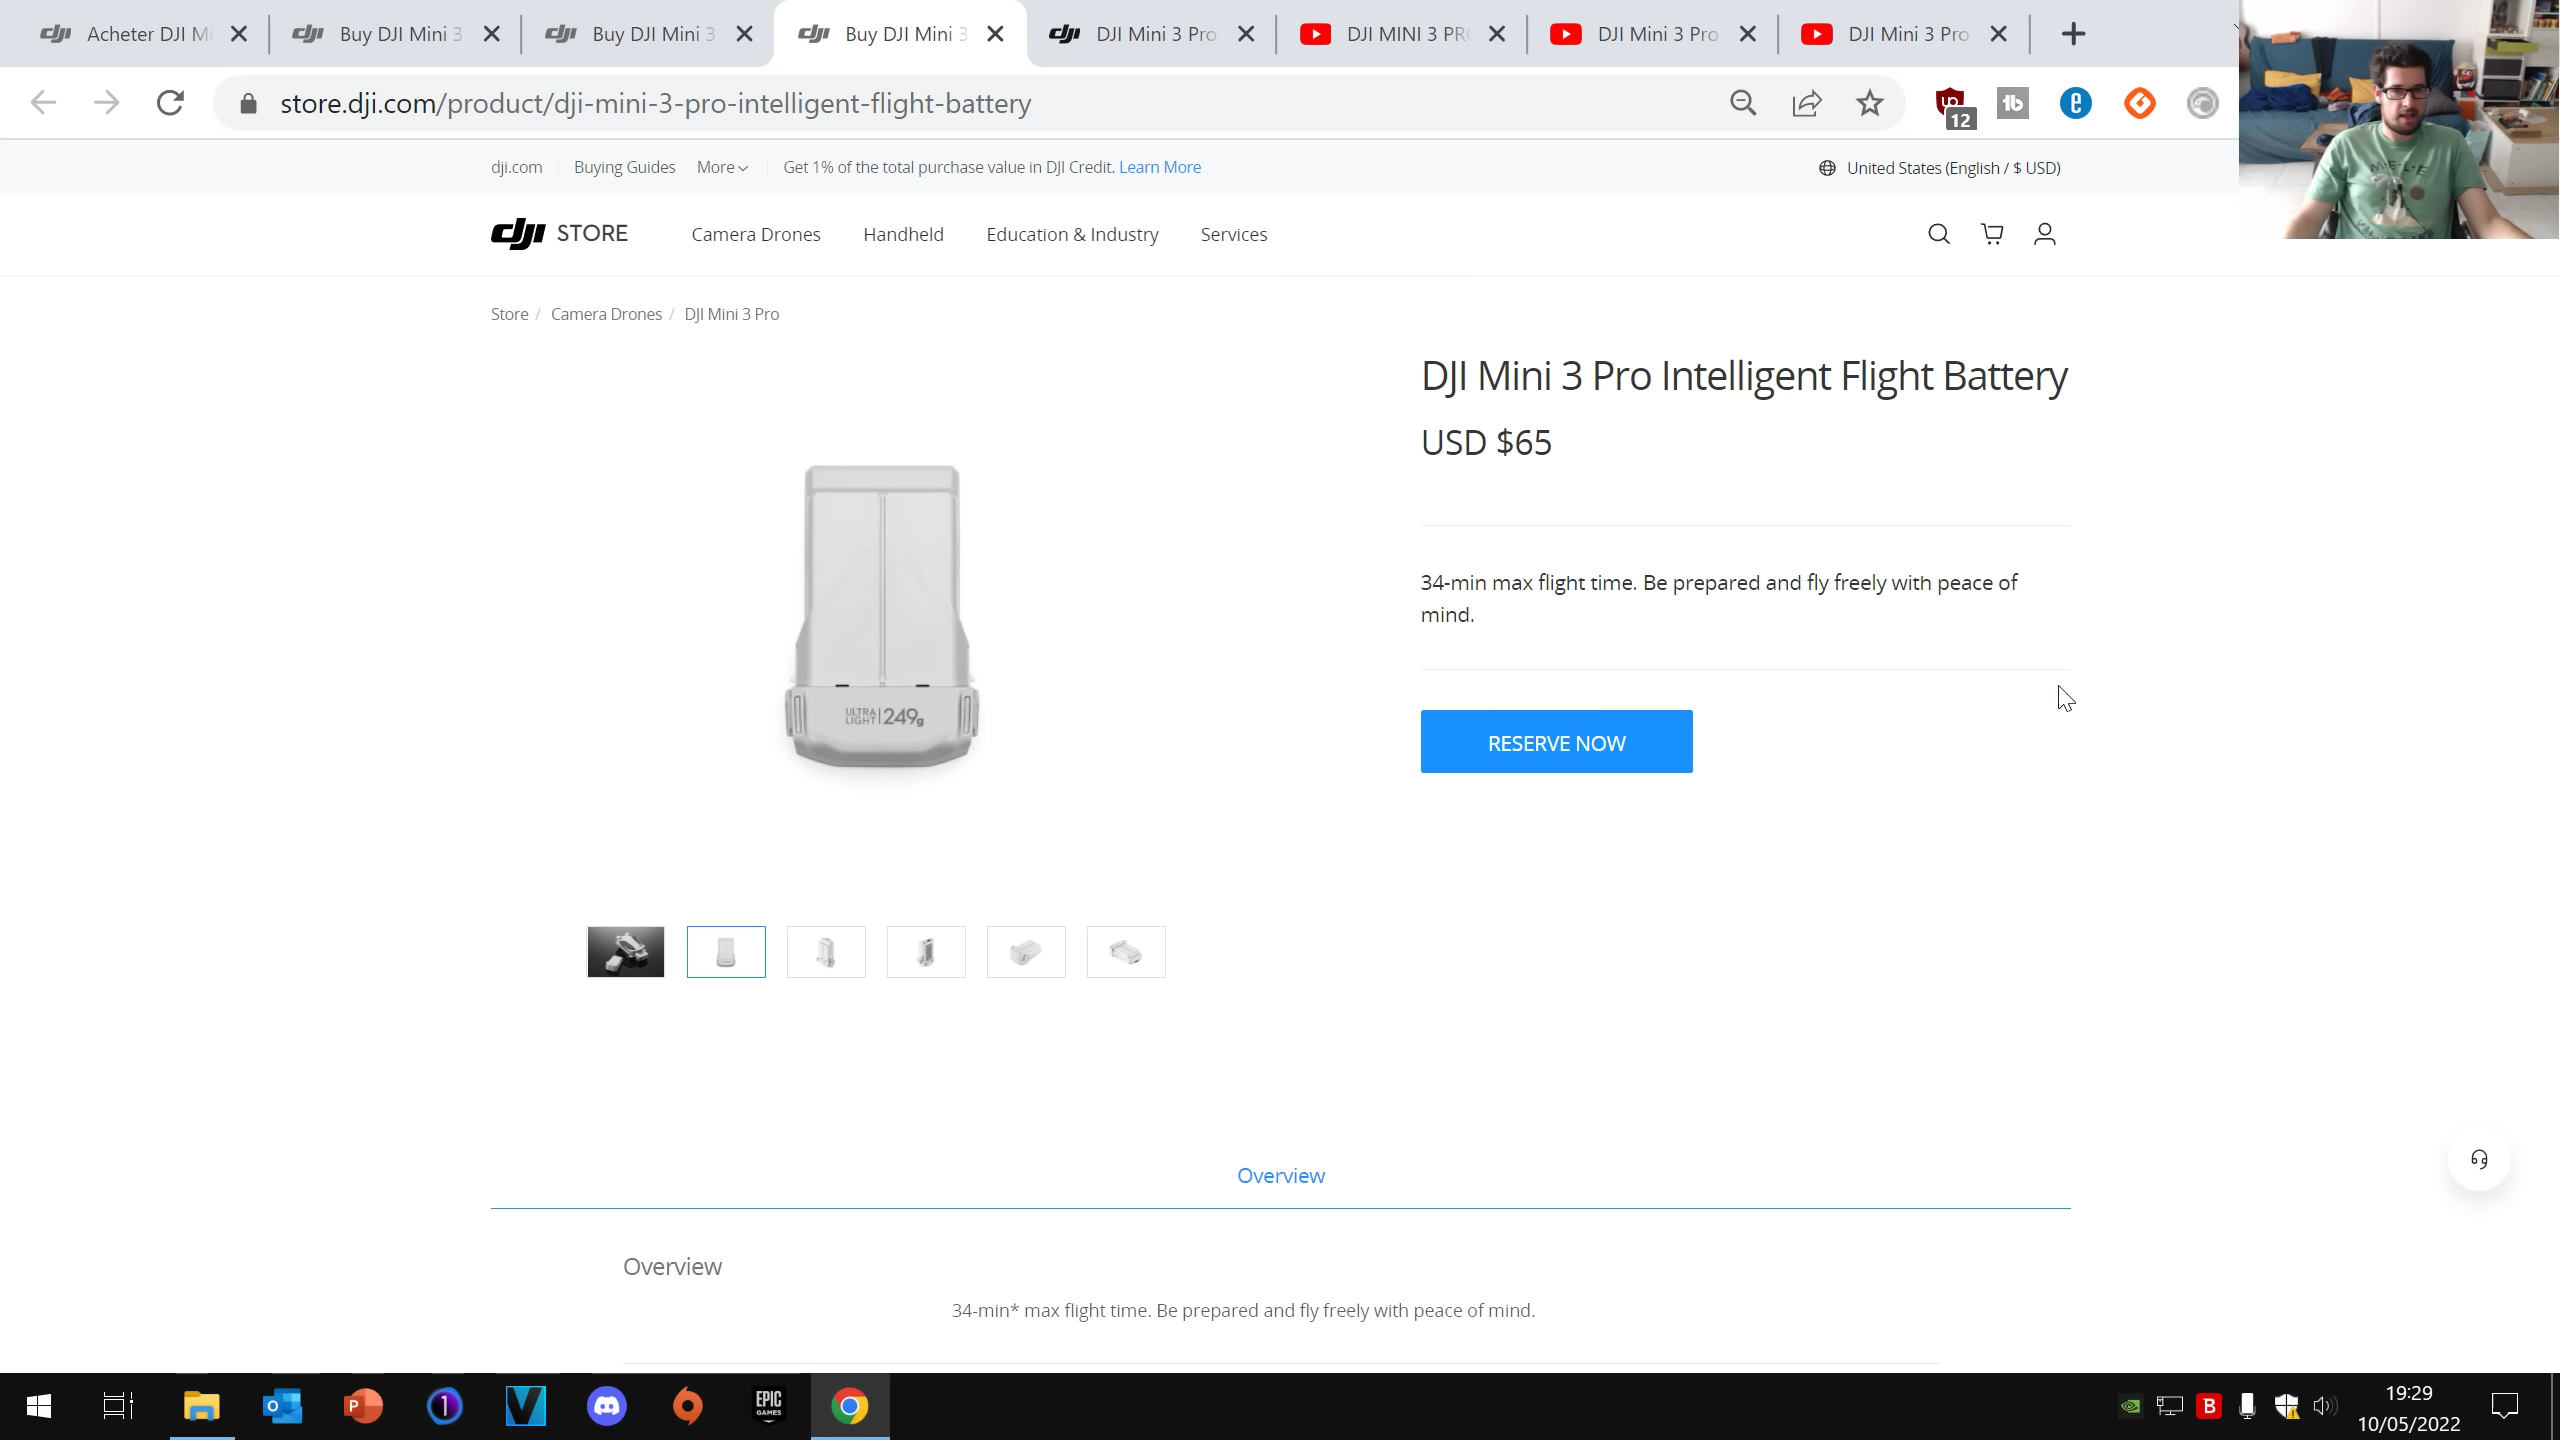 Acheter DJI Mi
Buy DJI Mini 3
Buy DJI Mini 3
Buy DJI Mini 3
DJI Mini 3 Pro
DJI MINI 3 PR
DJI Mini 3 Pro
DJI Mini 3 Pro
store.dji.com/product/dji-mini-3-pro-intelligent-flight-battery
12
dji.com
Buying Guides
More
Get 1% of the total purchase value in DJI Credit. Learn More
United States (English / $ USD)
dji STORE
Camera Drones
Handheld
Education & Industry
Services
Store / Camera Drones / DJI Mini 3 Pro
DJI Mini 3 Pro Intelligent Flight Battery
USD $65
34-min max flight time. Be prepared and fly freely with peace of
mind.
RESERVE NOW
ULTRA
LIGHT | 249g
Overview
Overview
34-min* max flight time. Be prepared and fly freely with peace of mind.
EPIC
GAMES
19:29
10/05/2022